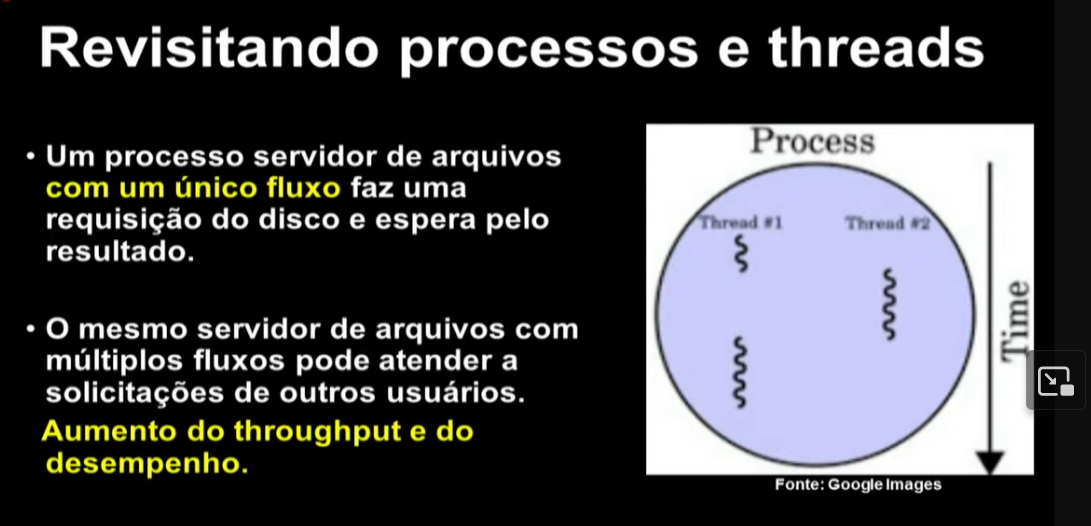 Revisitando processos e threads
• Um processo servidor de arquivos
com um único fluxo faz uma
requisição do disco e espera pelo
resultado.
• O mesmo servidor de arquivos com
múltiplos fluxos pode atender a
solicitações de outros usuários.
Aumento do throughput e do
desempenho.
Process
Thread #1
Thread #2
Time
Fonte: Google Images